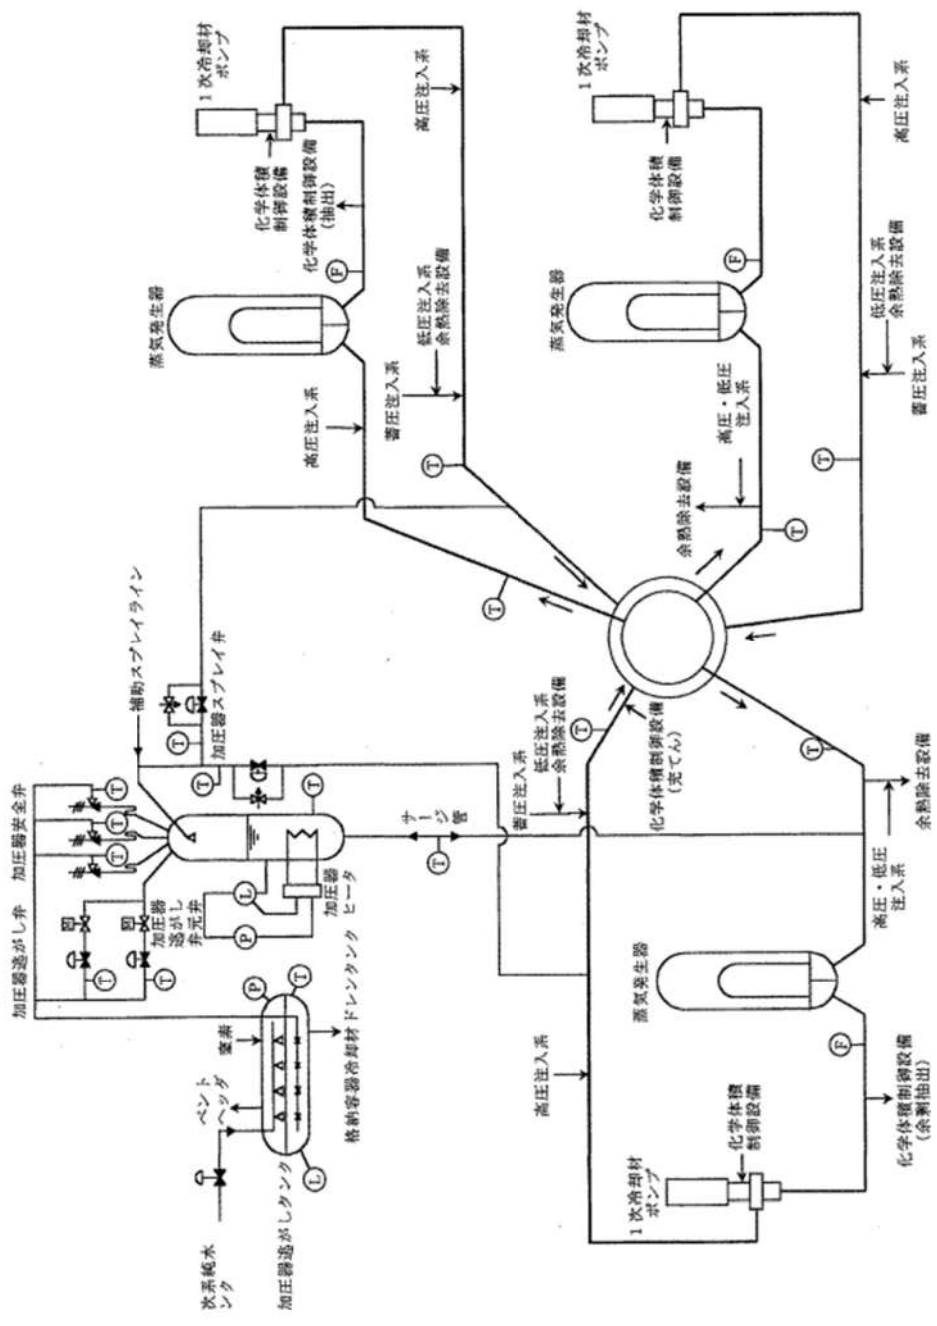 1次冷却材
ポンプ
1次冷却材
ポンプ
高圧注入系
高圧注入系
化学体積
制御設備
化学体積制御設備
(抽出)
化学体積
制御設備
F
F
蒸気発生器
蒸気発生器
低圧注入系
余熱除去設備
低圧注入系
余熱除去設備
高圧注入系
蓄圧注入系
高圧・低圧
注入系
蓄圧注入系
T
T
余熱除去設備
T
T
補助スプレイライン
加圧器スプレイ弁
T
T
T
加圧器安全弁
T
T
T
T
低圧注入系
余熱除去設備
蓄圧注入系
化学体積制御設備
(充てん)
T
余熱除去設備
サージ
管
T
L
P
加圧器
ヒータ
加圧器
逃がし
弁元弁
加圧器逃がし弁
T
T
高圧・低圧
注入系
蒸気発生器
P
T
窒素
ベント
ヘッダ
格納容器冷却材ドレンタンク
高圧注入系
F
化学体積制御設備
(余剰抽出)
化学体積
制御設備
1次冷却材
ポンプ
L
加圧器逃がしタンク
次系純水
ンク